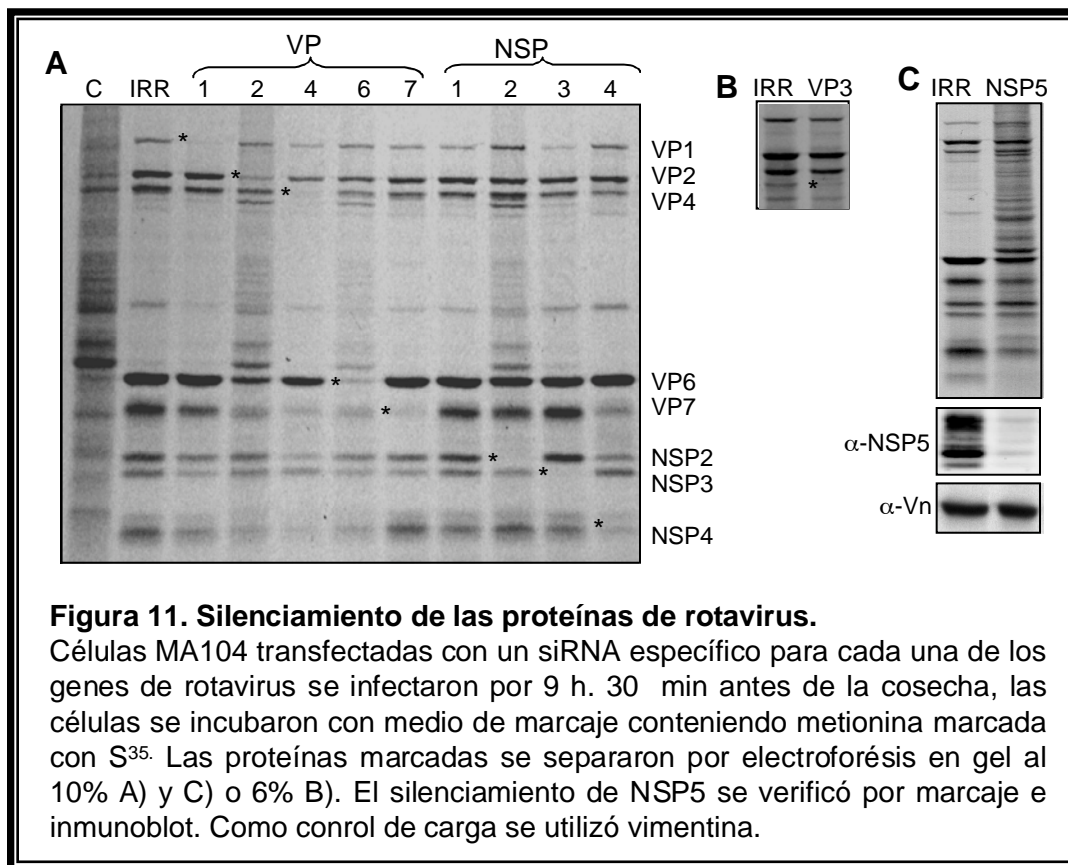 VP
NSP
A
C IRR 1 2 4 6 7 1 2 3 4
*
*
*
*
*
*
*
*
VP1
VP2
VP4
VP6
VP7
NSP2
NSP3
NSP4
B
IRR VP3
*
C
IRR NSP5
α-NSP5
α-Vn
Figura 11. Silenciamiento de las proteínas de rotavirus.
Células MA104 transfectadas con un siRNA específico para cada una de los
genes de rotavirus se infectaron por 9 h. 30 min antes de la cosecha, las
células se incubaron con medio de marcaje conteniendo metionina marcada
con S35. Las proteínas marcadas se separaron por electroforésis en gel al
10% A) y C) o 6% B). El silenciamiento de NSP5 se verificó por marcaje e
inmunoblot. Como conrol de carga se utilizó vimentina.